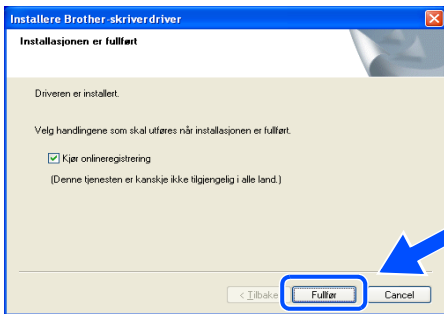 Installere Brother-skriverdriver
Installasjonen er fullført
Driveren er installert.
Velg handlingene som skal utføres når installasjonen er fullført.
Kjør onlineregistrering
(Denne tjenesten er kanskje ikke tilgjengelig i alle land.)
< Tilbake Fullfør Cancel